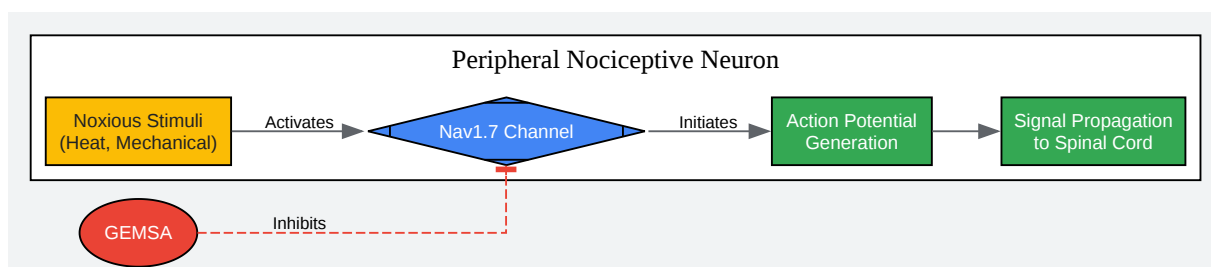 Peripheral Nociceptive Neuron
Noxious Stimuli
(Heat, Mechanical)
Activates
Nav1.7 Channel
Initiates
Action Potential
Generation
Signal Propagation
to Spinal Cord
GEMSA
Inhibits